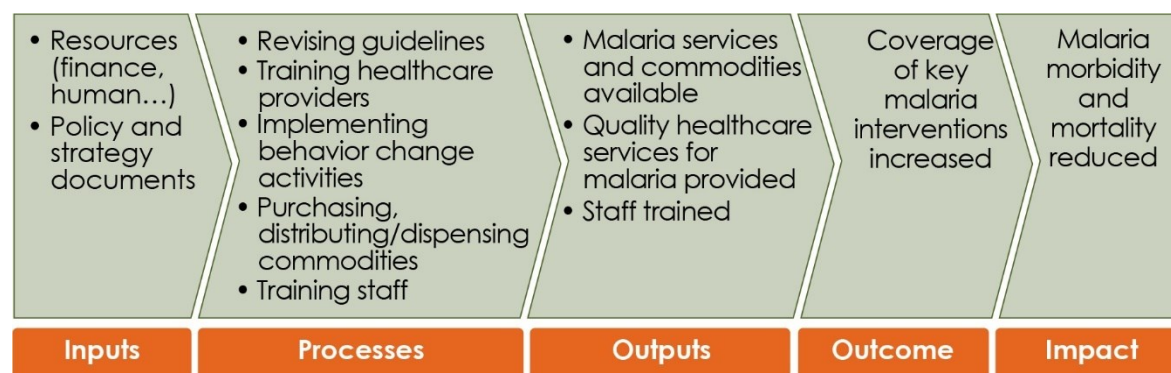 • Resources
(finance,
human...)
• Policy and
strategy
documents
• Revising guidelines
• Training healthcare
providers
• Implementing
behavior change
activities
• Purchasing,
distributing/dispensing
commodities
• Training staff
• Malaria services
and commodities
available
• Quality healthcare
services for
malaria provided
• Staff trained
Coverage
of key
malaria
interventions
increased
Malaria
morbidity
and
mortality
reduced
Inputs
Processes
Outputs
Outcome
Impact